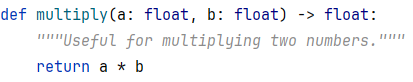 def multiply(a: float, b: float) -> float:
    """Useful for multiplying two numbers."""
    return a * b